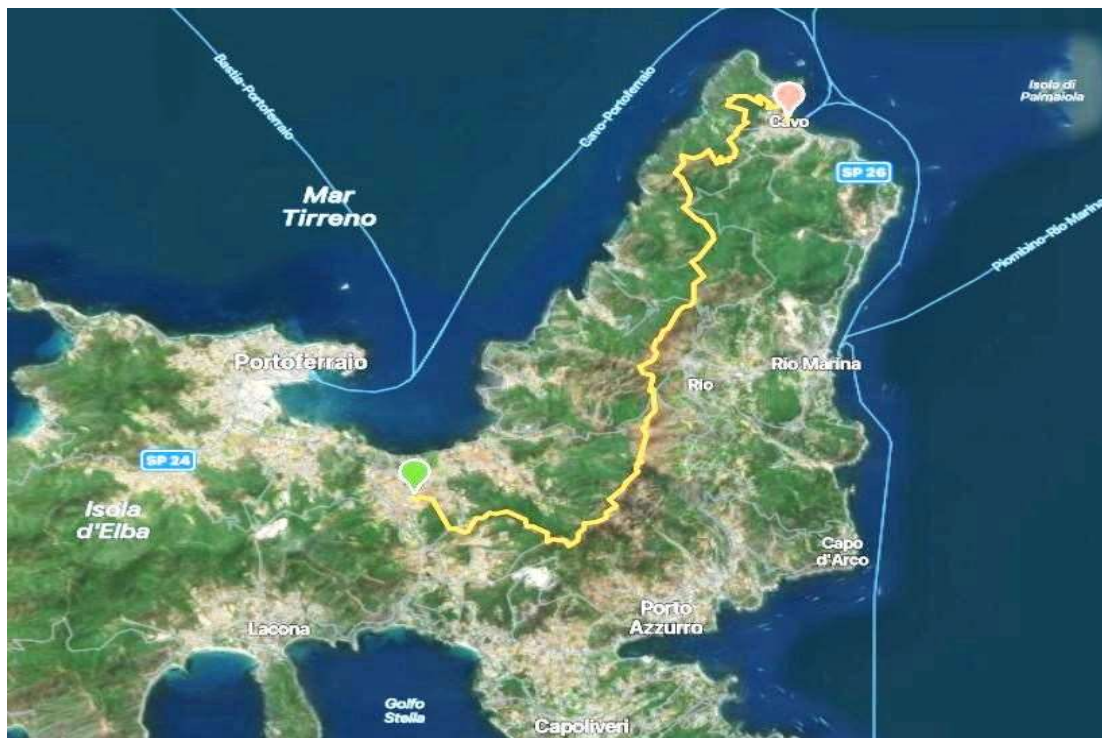 Bastia-Portoferraio
Cavo-Portoferraio
Isola di
Palmaiola
Cavo
SP 26
Mar
Tirreno
Piombino-Rio Marina
Portoferraio
Rio Marina
Rio
SP 24
Isola
d'Elba
Capo
d'Arco
Porto
Azzurro
Lacona
Golfo
Stella
Capoliveri